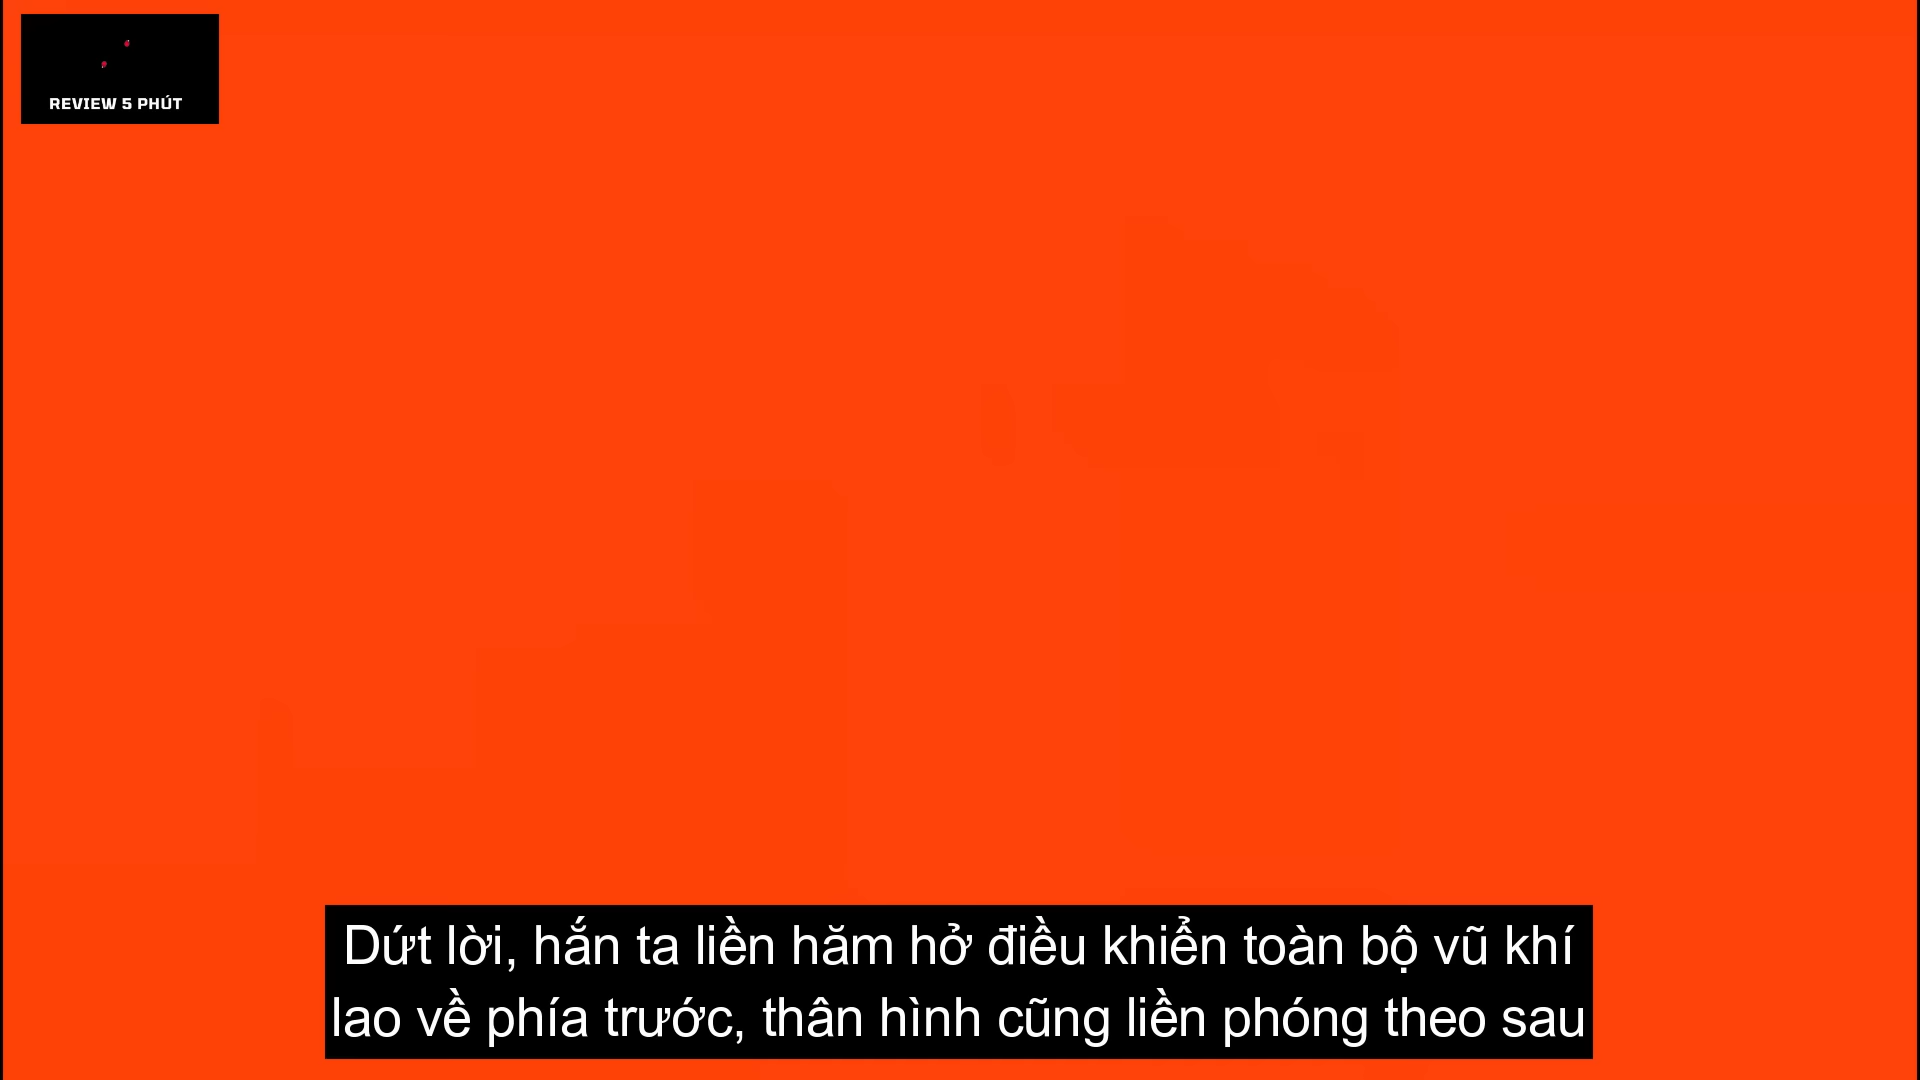 REVIEW 5 PHÚT
Dứt lời, hắn ta liền hăm hở điều khiển toàn bộ vũ khí
lao về phía trước, thân hình cũng liền phóng theo sau